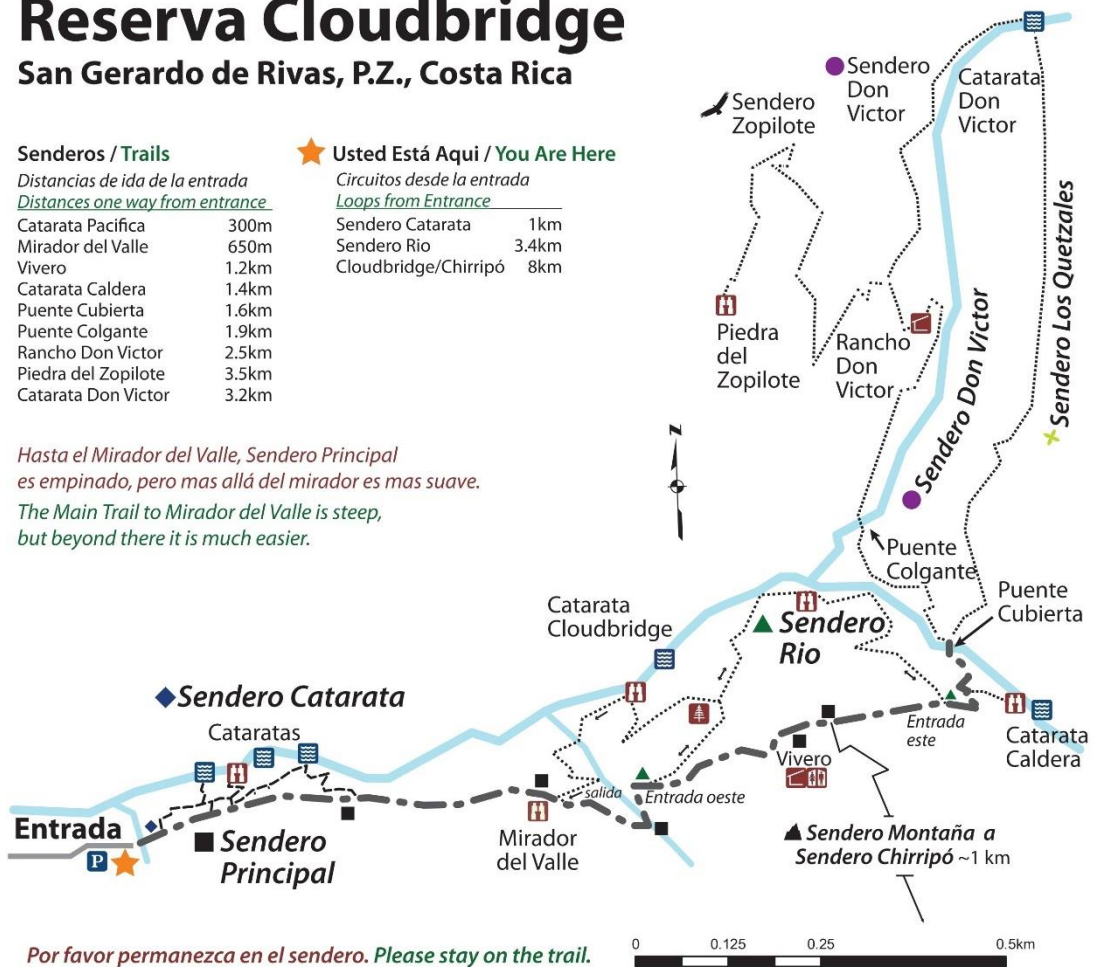 Reserva Cloudbridge
San Gerardo de Rivas, P.Z., Costa Rica
Senderos / Trails
Distancias de ida de la entrada
Distances one way from entrance
Catarata Pacifica 300m
Mirador del Valle 650m
Vivero 1.2km
Catarata Caldera 1.4km
Puente Cubierta 1.6km
Puente Colgante 1.9km
Rancho Don Victor 2.5km
Piedra del Zopilote 3.5km
Catarata Don Victor 3.2km
Usted Está Aqui / You Are Here
Circuitos desde la entrada
Loops from Entrance
Sendero Catarata 1km
Sendero Rio 3.4km
Cloudbridge/Chirripó 8km
Hasta el Mirador del Valle, Sendero Principal
es empinado, pero mas allá del mirador es mas suave.
The Main Trail to Mirador del Valle is steep,
but beyond there it is much easier.
Sendero
Zopilote
Sendero
Don
Victor
Catarata
Don
Victor
Sendero Los Quetzales
Piedra
del
Zopilote
Rancho
Don
Victor
Sendero Don Victor
N
Puente
Colgante
Puente
Cubierta
Catarata
Cloudbridge
Sendero
Rio
Sendero Catarata
Cataratas
Entrada
este
Catarata
Caldera
Vivero
salida
Entrada oeste
Entrada
P
Sendero
Principal
Mirador
del Valle
Sendero Montaña a
Sendero Chirripó ~1 km
Por favor permanezca en el sendero. Please stay on the trail.
0 0.125 0.25 0.5km